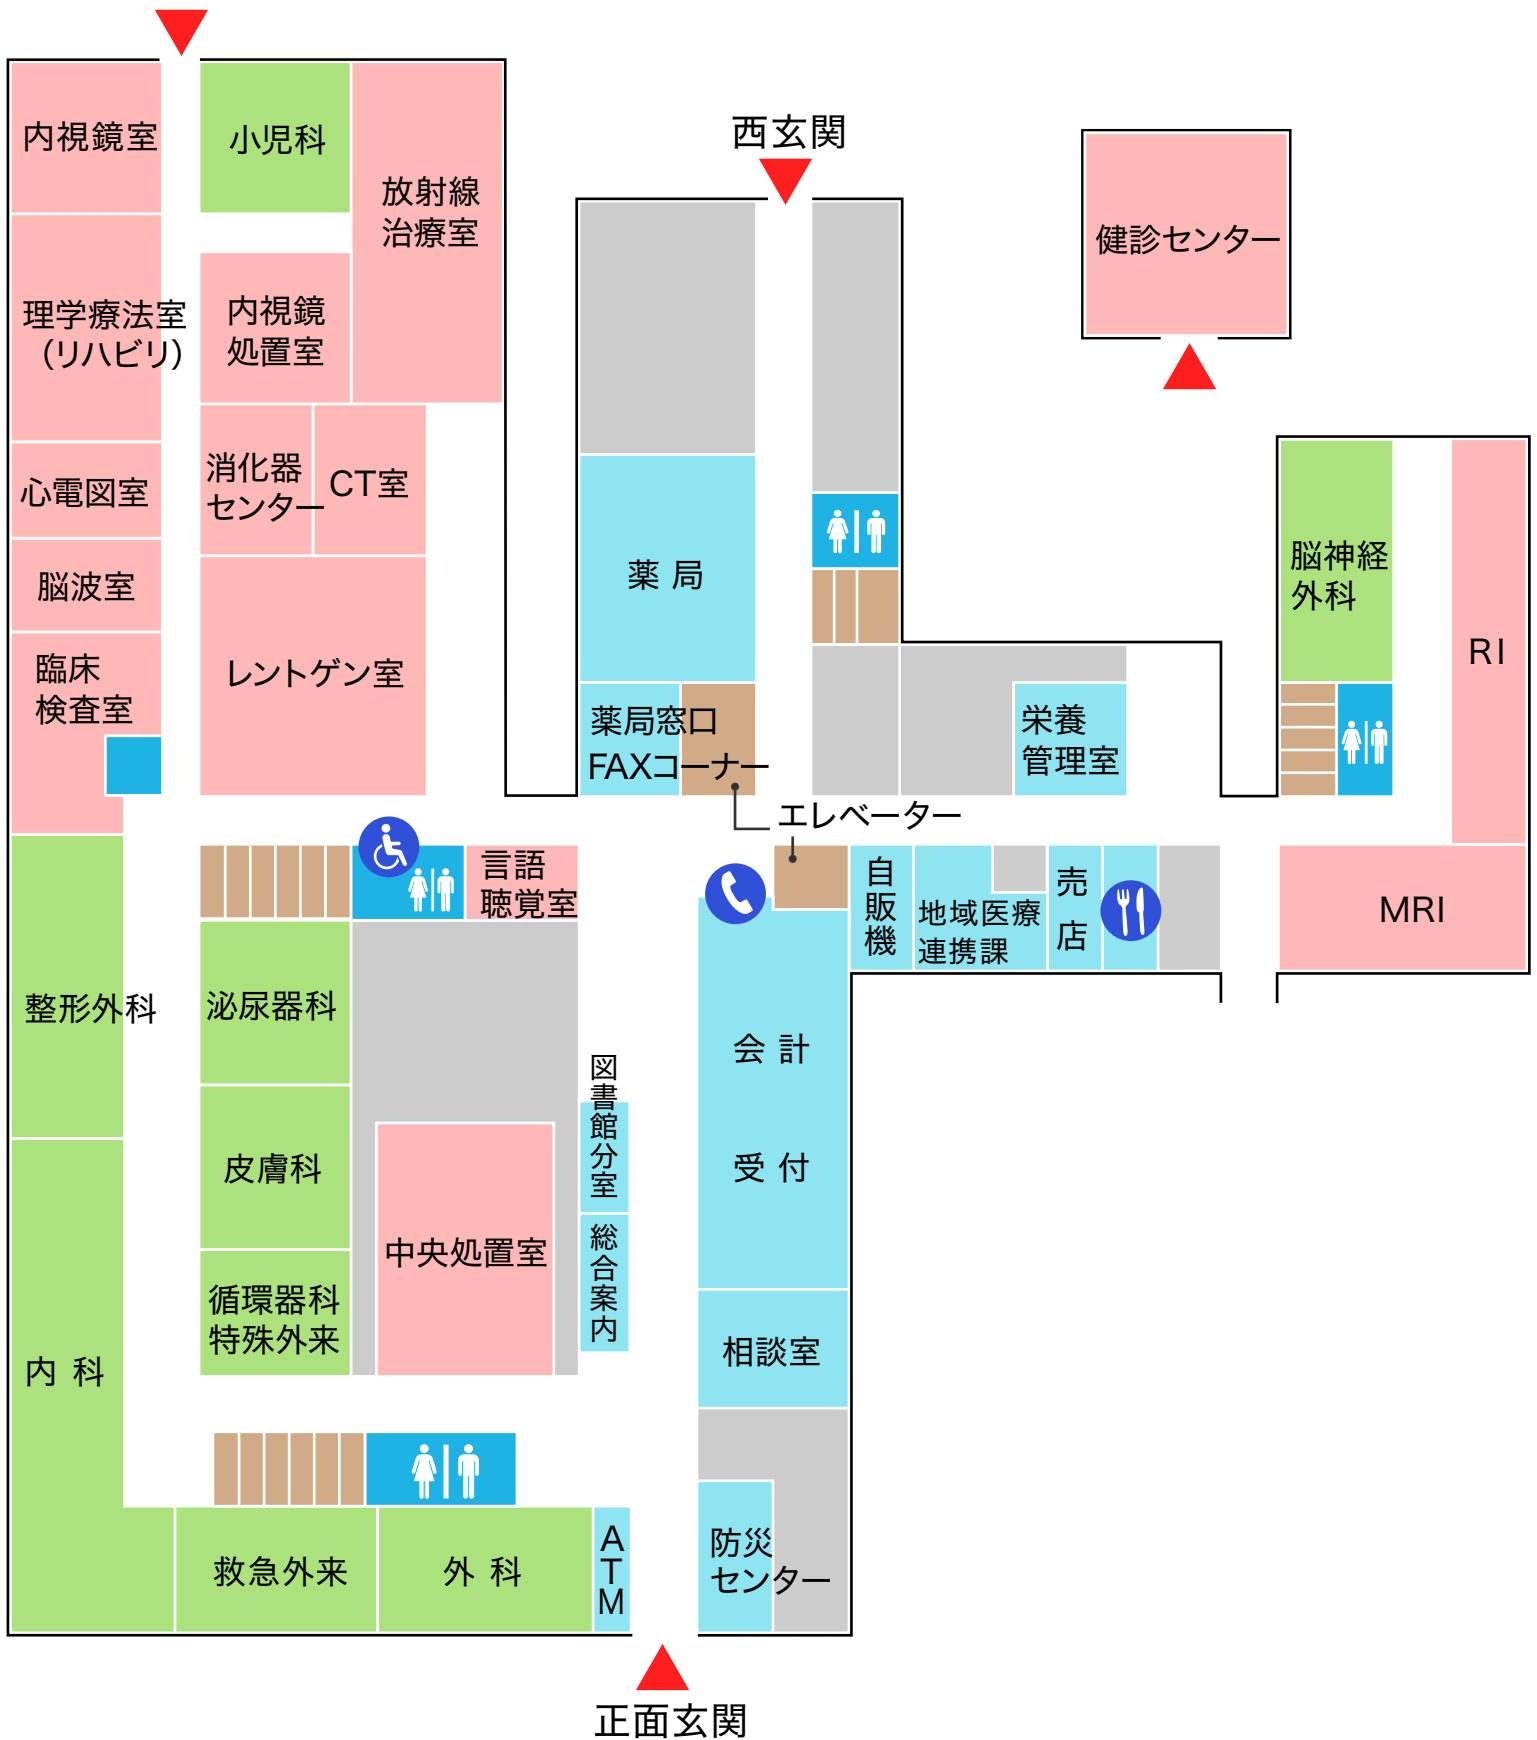 西玄関
内視鏡室
小児科
放射線
治療室
健診センター
理学療法室
（リハビリ）
内視鏡
処置室
消化器
センター
CT室
心電図室
脳波室
薬 局
脳神経
外科
RI
臨床
検査室
レントゲン室
薬局窓口
FAXコーナー
栄養
管理室
エレベーター
言語
聴覚室
自販機
地域医療
連携課
売店
MRI
整形外科
泌尿器科
会 計
図書館分室
皮膚科
受 付
中央処置室
総合案内
循環器科
特殊外来
相談室
内 科
救急外来
外 科
ATM
防災
センター
正面玄関